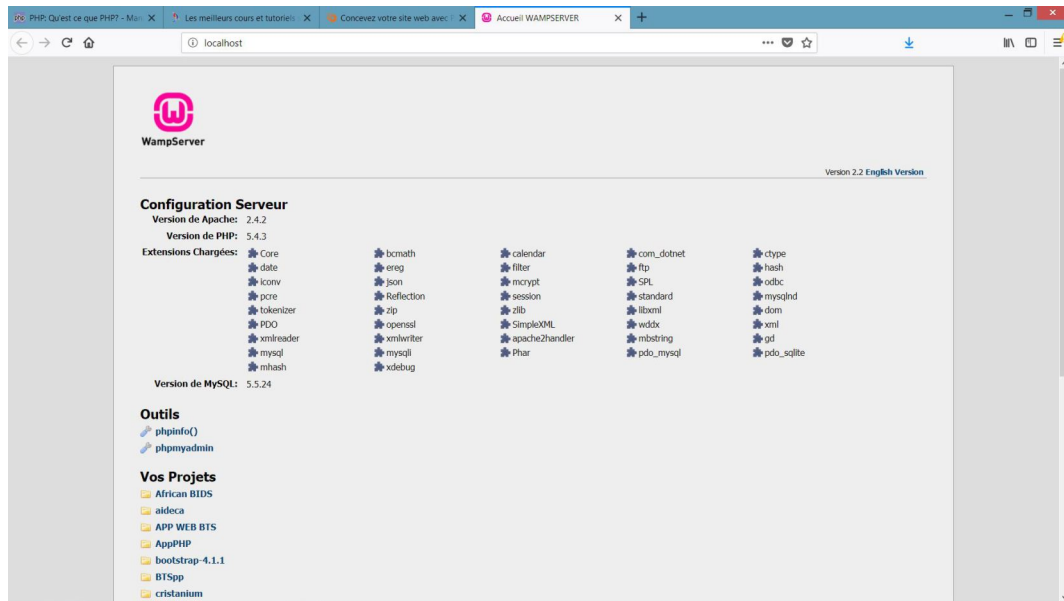 PHP: Qu'est ce que PHP? - Man
Les meilleurs cours et tutoriels
Concevez votre site web avec P
Accueil WAMPSERVER
localhost
WampServer
Version 2.2 English Version
Configuration Serveur
Version de Apache: 2.4.2
Version de PHP: 5.4.3
Extensions Chargées: Core bcmath calendar com_dotnet ctype
date ereg filter ftp hash
iconv json mcrypt SPL odbc
pcre Reflection session standard mysqlnd
tokenizer zip zlib libxml dom
PDO openssl SimpleXML wddx xml
xmlreader xmlwriter apache2handler mbstring gd
mysql mysqli Phar pdo_mysql pdo_sqlite
mhash xdebug
Version de MySQL: 5.5.24
Outils
phpinfo()
phpmyadmin
Vos Projets
African BIDS
aideca
APP WEB BTS
AppPHP
bootstrap-4.1.1
BTSpp
cristanium